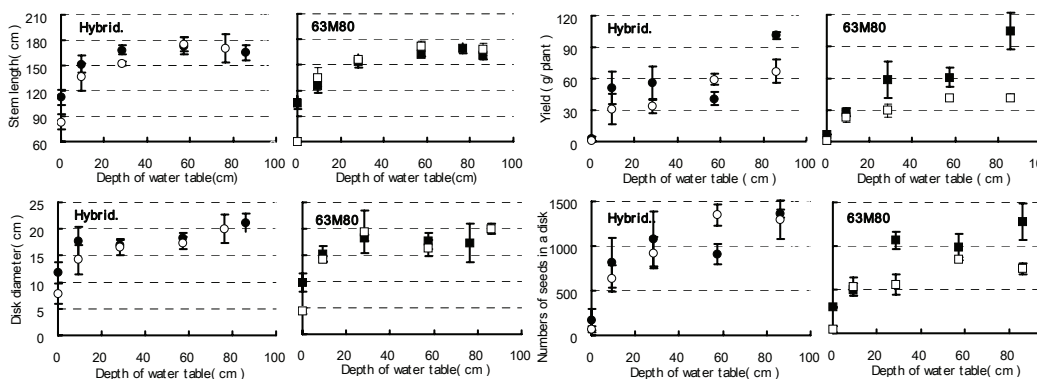 Hybrid.
Stem length( cm )
180
150
120
90
60
0 20 40 60 80 100
Depth of water table(cm)
63M80
0 20 40 60 80 100
Depth of water table(cm)
Hybrid.
Yield ( g/ plant )
120
90
60
30
0
0 20 40 60 80 100
Depth of water table ( cm )
63M80
0 20 40 60 80 100
Depth of water table ( cm )
Hybrid.
Disk diameter( cm )
25
20
15
10
5
0
0 20 40 60 80 100
Depth of water table( cm )
63M80
0 20 40 60 80 100
Depth of water table( cm )
Hybrid.
Numbers of seeds in a disk
1500
1000
500
0
0 20 40 60 80 100
Depth of water table( cm )
63M80
0 20 40 60 80 100
Depth of water table( cm )